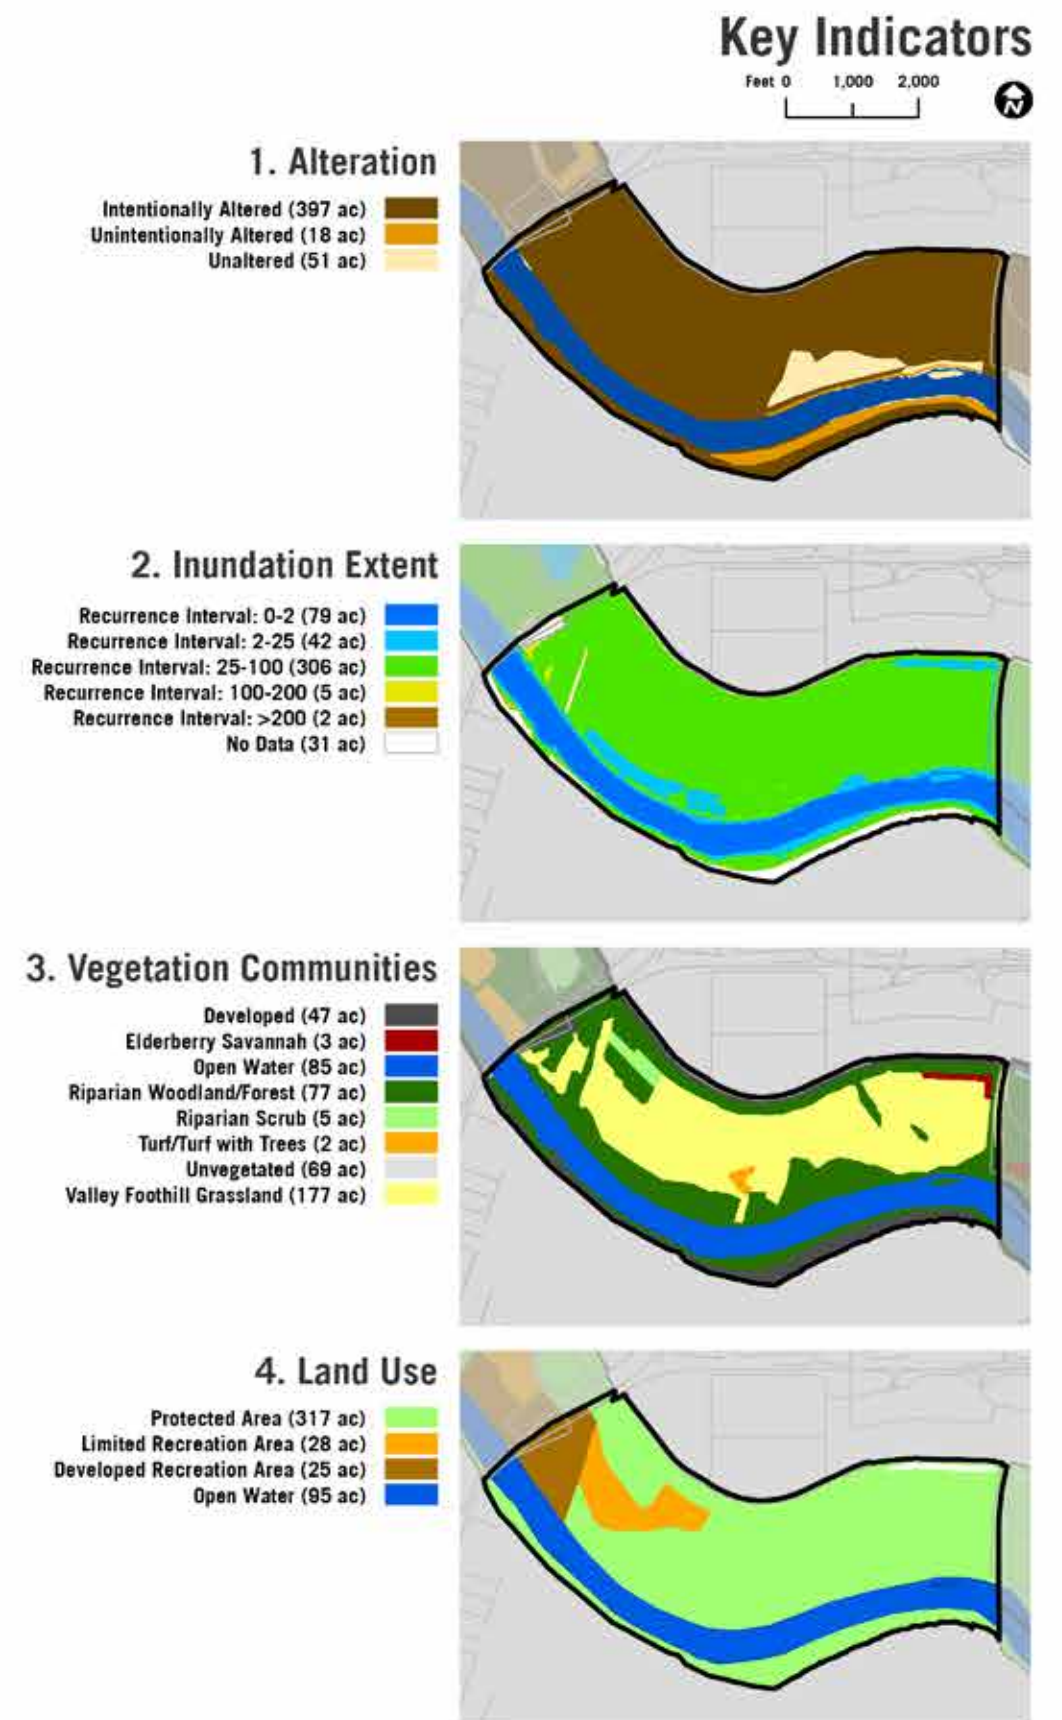 Key Indicators
Feet 0 1,000 2,000
N
1. Alteration
Intentionally Altered (397 ac)
Unintentionally Altered (18 ac)
Unaltered (51 ac)
2. Inundation Extent
Recurrence Interval: 0-2 (79 ac)
Recurrence Interval: 2-25 (42 ac)
Recurrence Interval: 25-100 (306 ac)
Recurrence Interval: 100-200 (5 ac)
Recurrence Interval: >200 (2 ac)
No Data (31 ac)
3. Vegetation Communities
Developed (47 ac)
Elderberry Savannah (3 ac)
Open Water (85 ac)
Riparian Woodland/Forest (77 ac)
Riparian Scrub (5 ac)
Turf/Turf with Trees (2 ac)
Unvegetated (69 ac)
Valley Foothill Grassland (177 ac)
4. Land Use
Protected Area (317 ac)
Limited Recreation Area (28 ac)
Developed Recreation Area (25 ac)
Open Water (95 ac)